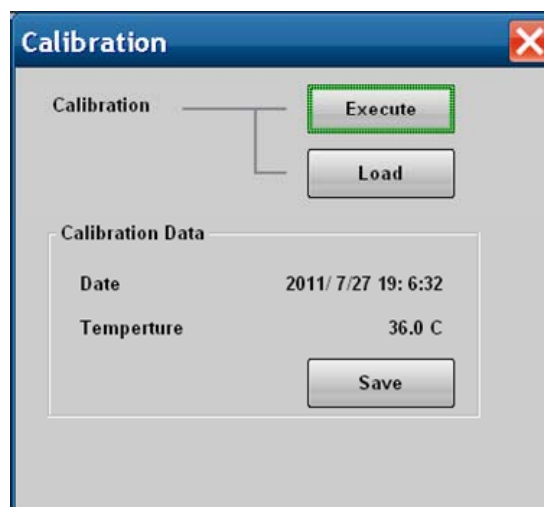 Calibration
Calibration Execute
Load
Calibration Data
Date 2011/ 7/27 19: 6:32
Temperture 36.0 C
Save